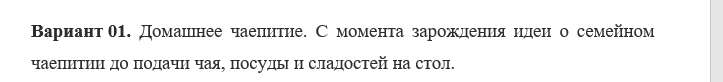 Вариант 01. Домашнее чаепитие. С момента зарождения идеи о семейном
чаепитии до подачи чая, посуды и сладостей на стол.